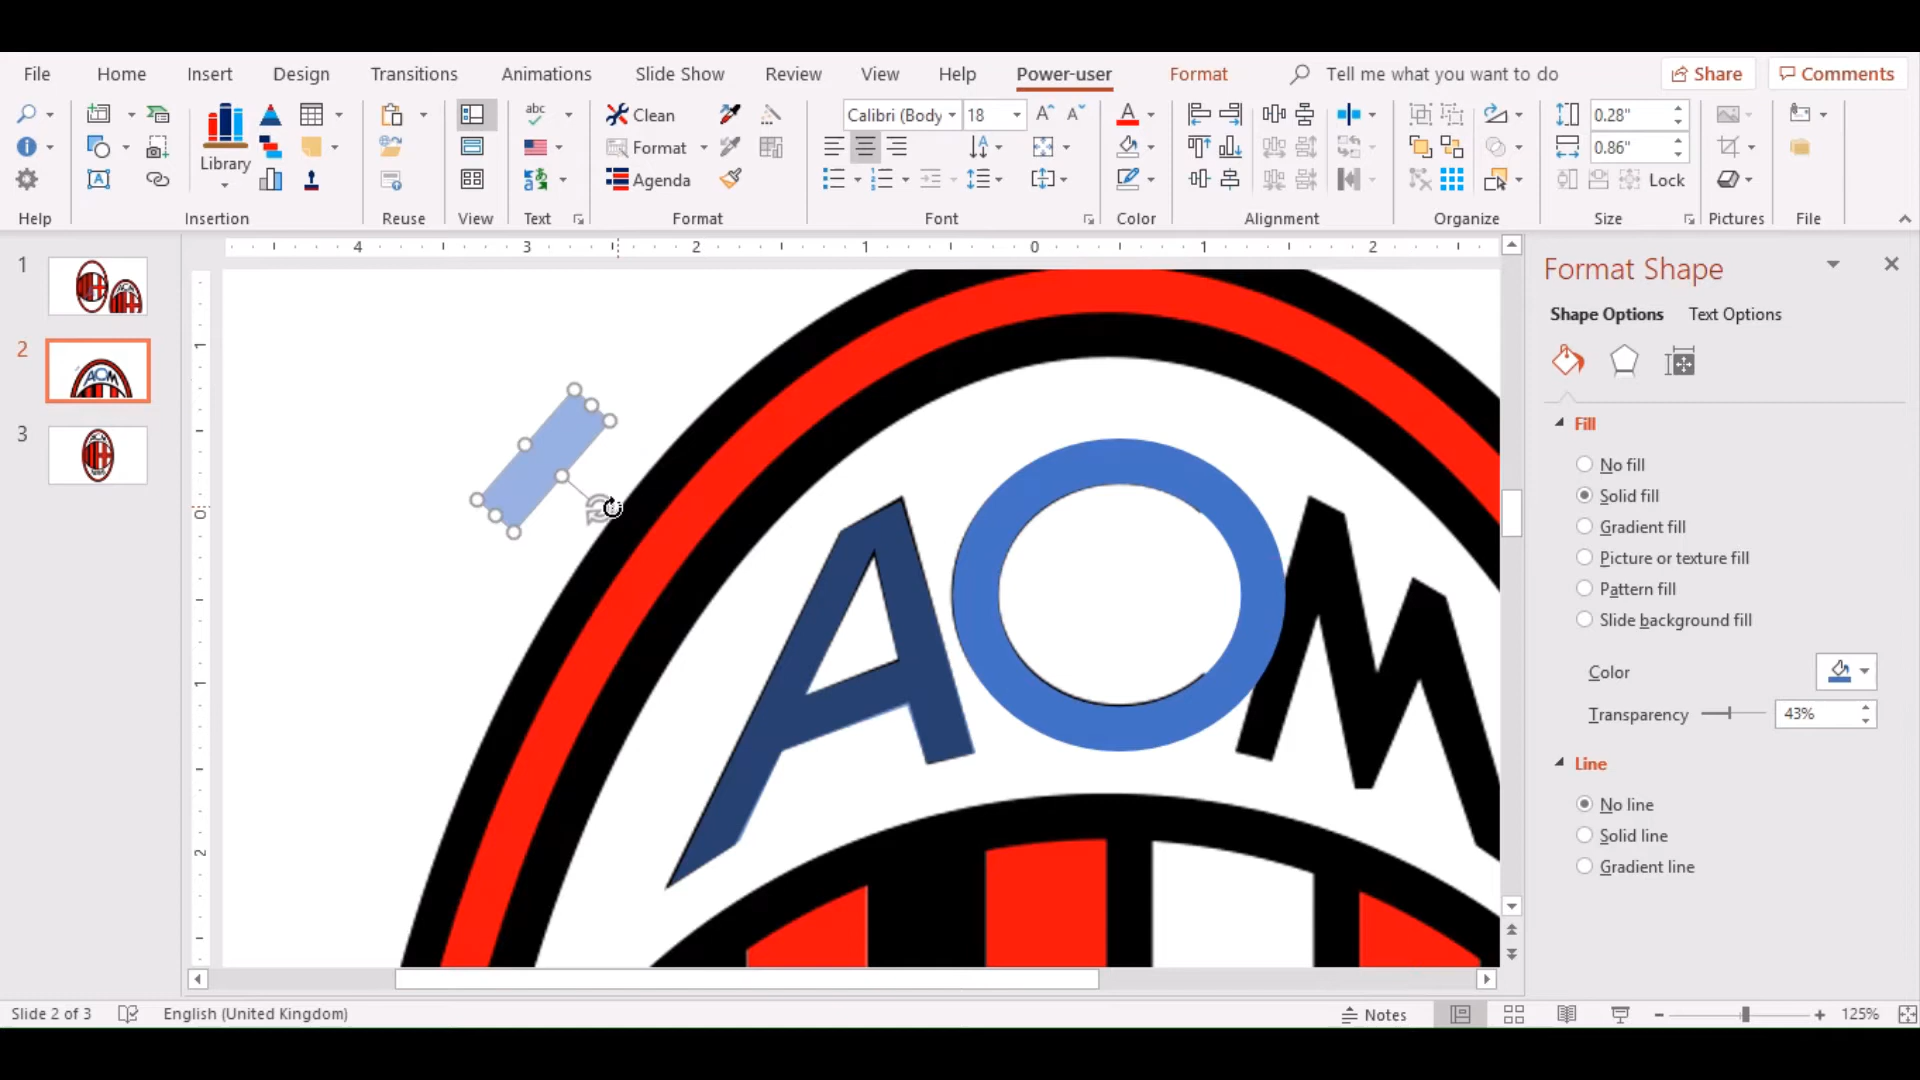 File Home Insert Design Transitions Animations Slide Show Review View Help Power-user Format Tell me what you want to do Share Comments
Library
abc
Clean
Format
Agenda
Calibri (Body 18
0.28"
0.86"
Lock
Help Insertion Reuse View Text Format Font Color Alignment Organize Size Pictures File
4 3 2 1 0 1 2
1
0
1
2
1
2
3
AOM
Format Shape
Shape Options Text Options
Fill
No fill
Solid fill
Gradient fill
Picture or texture fill
Pattern fill
Slide background fill
Color
Transparency 43%
Line
No line
Solid line
Gradient line
Slide 2 of 3 English (United Kingdom) Notes 125%